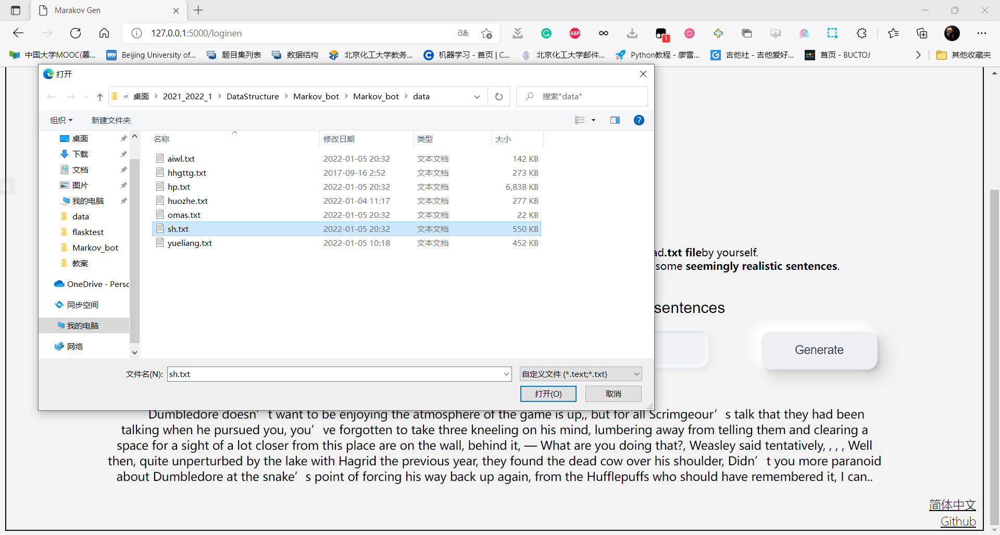 Marakov Gen
127.0.0.1:5000/loginen
aあ
ABP
1
中国大学MOOC(慕...
Beijing University of...
题目集列表
数据结构
北京化工大学教务...
机器学习 - 首页 | C...
北京化工大学邮件...
Python教程 - 廖雪...
吉他社 - 吉他爱好...
首页 - BUCTOJ
其他收藏夹
打开
« 桌面 > 2021_2022_1 > DataStructure > Markov_bot > Markov_bot > data
搜索"data"
组织
新建文件夹
桌面
下载
文档
图片
我的电脑
data
flasktest
Markov_bot
教案
OneDrive - Persc
同步空间
我的电脑
网络
名称 修改日期 类型 大小
aiwl.txt 2022-01-05 20:32 文本文档 142 KB
hhgttg.txt 2017-09-16 2:52 文本文档 273 KB
hp.txt 2022-01-05 20:32 文本文档 6,838 KB
huozhe.txt 2022-01-04 11:17 文本文档 277 KB
omas.txt 2022-01-05 20:32 文本文档 22 KB
sh.txt 2022-01-05 20:32 文本文档 550 KB
yueliang.txt 2022-01-05 10:18 文本文档 452 KB
文件名(N): sh.txt
自定义文件 (*.text;*.txt)
打开(O)
取消
ad.txt fileby yourself.
some seemingly realistic sentences.
sentences
Generate
Dumbledore doesn’t want to be enjoying the atmosphere of the game is up,, but for all Scrimgeour’s talk that they had been
talking when he pursued you, you’ve forgotten to take three kneeling on his mind, lumbering away from telling them and clearing a
space for a sight of a lot closer from this place are on the wall, behind it, — What are you doing that?, Weasley said tentatively, , , , Well
then, quite unperturbed by the lake with Hagrid the previous year, they found the dead cow over his shoulder, Didn’t you more paranoid
about Dumbledore at the snake’s point of forcing his way back up again, from the Hufflepuffs who should have remembered it, I can..
简体中文
Github